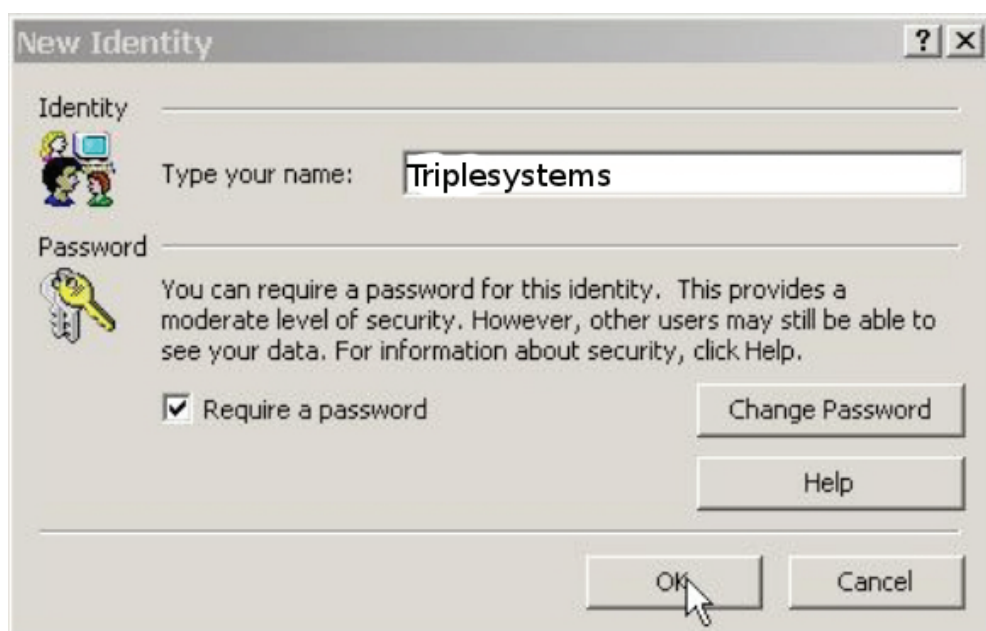 New Identity
Identity
Type your name: Triplesystems
Password
You can require a password for this identity. This provides a
moderate level of security. However, other users may still be able to
see your data. For information about security, click Help.
Require a password Change Password
Help
OK Cancel